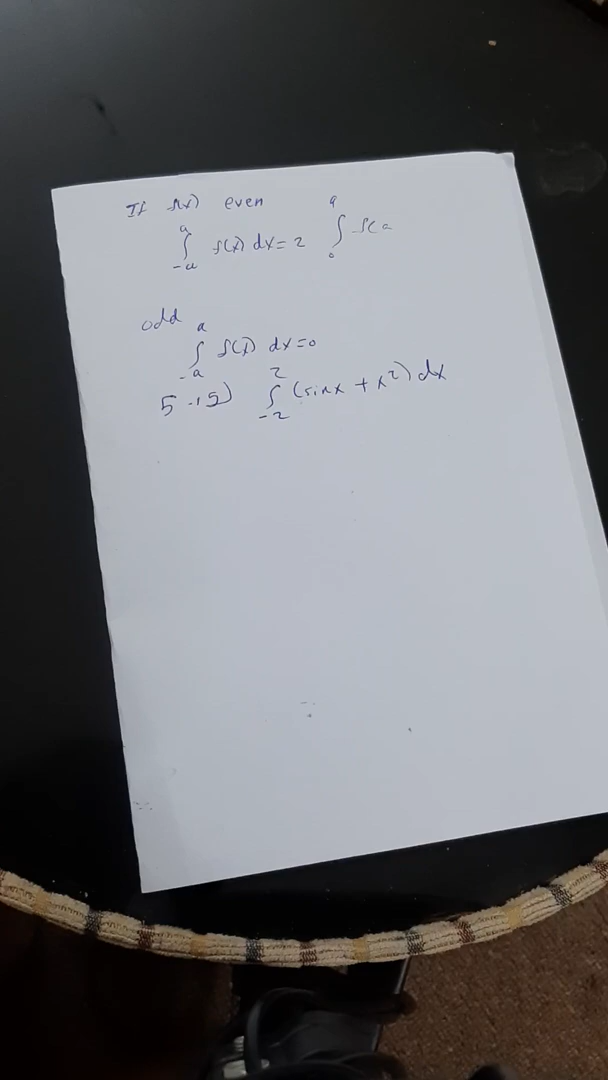 If f(x) even
∫_{-a}^{a} f(x) dx = 2 ∫_{0}^{a} f(a
odd
∫_{-a}^{a} f(x) dx = 0
5.15) ∫_{-2}^{2} (sinx + x²) dx